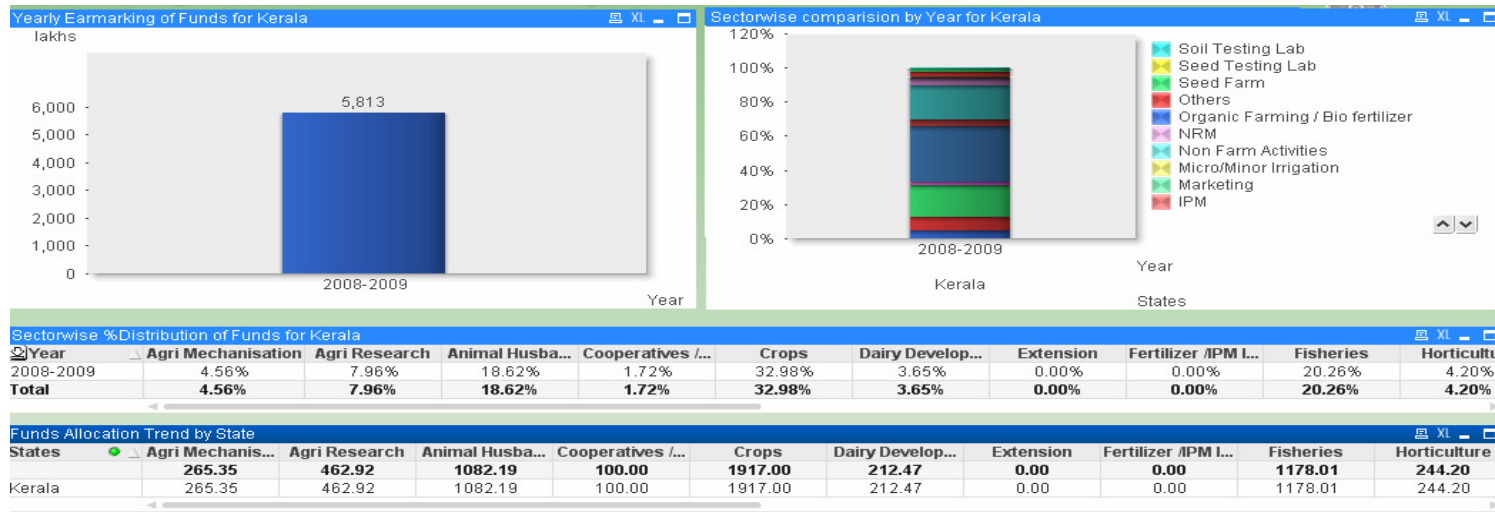 Yearly Earmarking of Funds for Kerala XL
lakhs
6,000
5,000
4,000
3,000
2,000
1,000
0
5,813
2008-2009
Year
Sectorwise comparision by Year for Kerala XL
120%
100%
80%
60%
40%
20%
0%
2008-2009
Kerala
Year
States
Soil Testing Lab
Seed Testing Lab
Seed Farm
Others
Organic Farming / Bio fertilizer
NRM
Non Farm Activities
Micro/Minor Irrigation
Marketing
IPM
Sectorwise %Distribution of Funds for Kerala XL
Year Agri Mechanisation Agri Research Animal Husba... Cooperatives /... Crops Dairy Develop... Extension Fertilizer /IPM I... Fisheries Horticultu
2008-2009 4.56% 7.96% 18.62% 1.72% 32.98% 3.65% 0.00% 0.00% 20.26% 4.20%
Total 4.56% 7.96% 18.62% 1.72% 32.98% 3.65% 0.00% 0.00% 20.26% 4.20%
Funds Allocation Trend by State XL
States Agri Mechanis... Agri Research Animal Husba... Cooperatives /... Crops Dairy Develop... Extension Fertilizer /IPM I... Fisheries Horticulture
265.35 462.92 1082.19 100.00 1917.00 212.47 0.00 0.00 1178.01 244.20
Kerala 265.35 462.92 1082.19 100.00 1917.00 212.47 0.00 0.00 1178.01 244.20